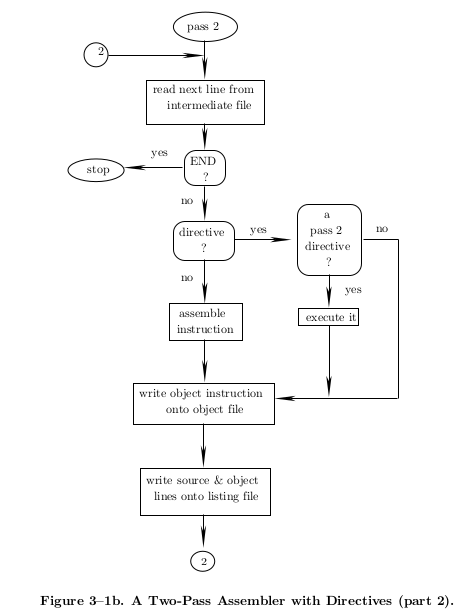 pass 2
2
read next line from
intermediate file
yes
END
?
stop
no
directive
?
yes
a
pass 2
directive
?
no
no
yes
assemble
instruction
execute it
write object instruction
onto object file
write source & object
lines onto listing file
2
Figure 3–1b. A Two-Pass Assembler with Directives (part 2).